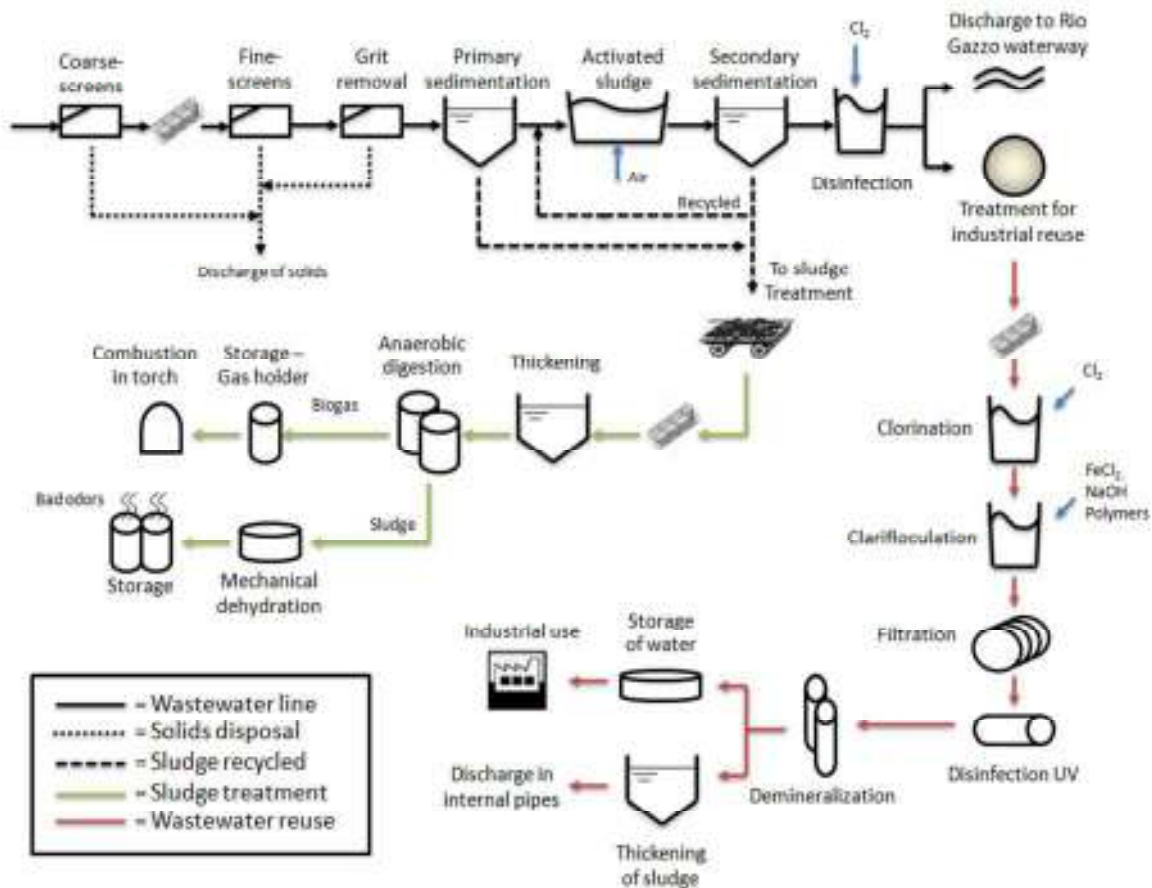 Coarse-
screens
Fine-
screens
Grit
removal
Primary
sedimentation
Activated
sludge
Secondary
sedimentation
Cl₂
Discharge to Rio
Gazzo waterway
Air
Recycled
Disinfection
Treatment for
industrial reuse
Discharge of solids
To sludge
Treatment
Combustion
in torch
Storage –
Gas holder
Anaerobic
digestion
Thickening
Biogas
Cl₂
Clorination
FeCl₂,
NaOH
Polymers
Bad odors
Sludge
Clarifloculation
Storage
Mechanical
dehydration
Industrial use
Storage
of water
Filtration
= Wastewater line
= Solids disposal
= Sludge recycled
= Sludge treatment
= Wastewater reuse
Discharge in
internal pipes
Demineralization
Disinfection UV
Thickening
of sludge